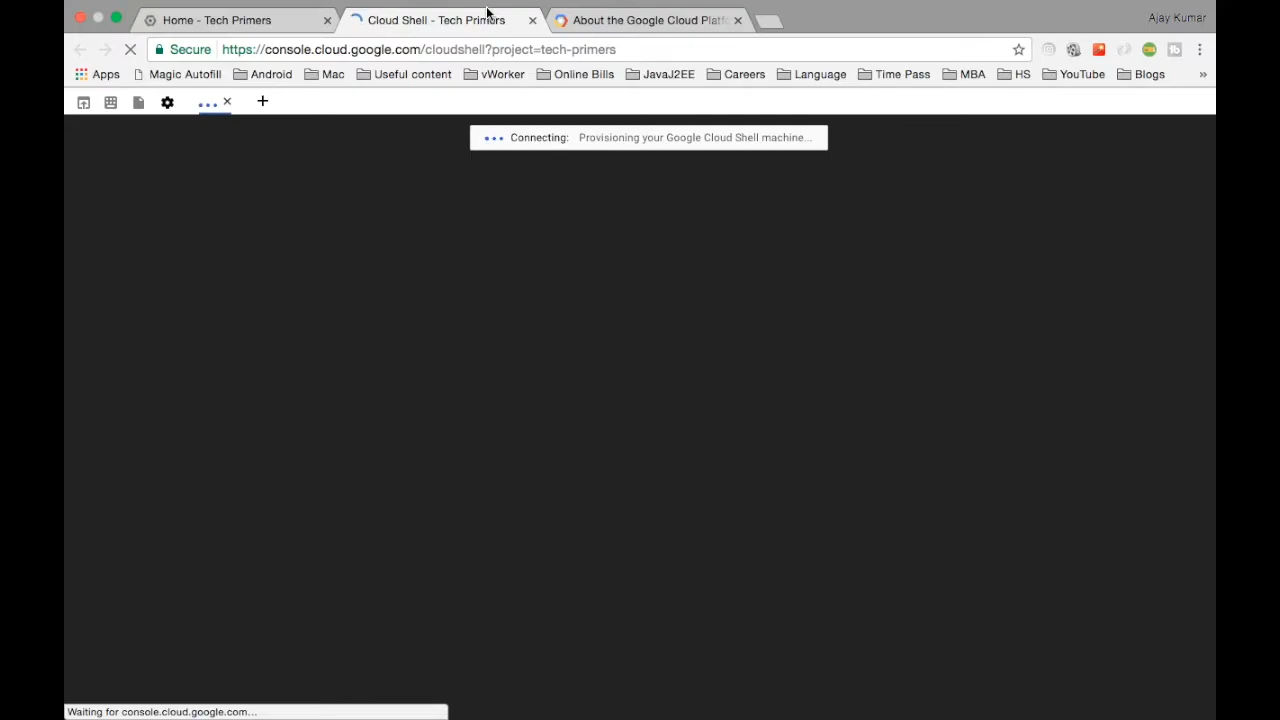 Home - Tech Primers
Cloud Shell - Tech Primers
About the Google Cloud Platf
Ajay Kumar
Secure
https://console.cloud.google.com/cloudshell?project=tech-primers
Apps
Magic Autofill
Android
Mac
Useful content
vWorker
Online Bills
JavaJ2EE
Careers
Language
Time Pass
MBA
HS
YouTube
Blogs
»
Connecting: Provisioning your Google Cloud Shell machine...
Waiting for console.cloud.google.com...